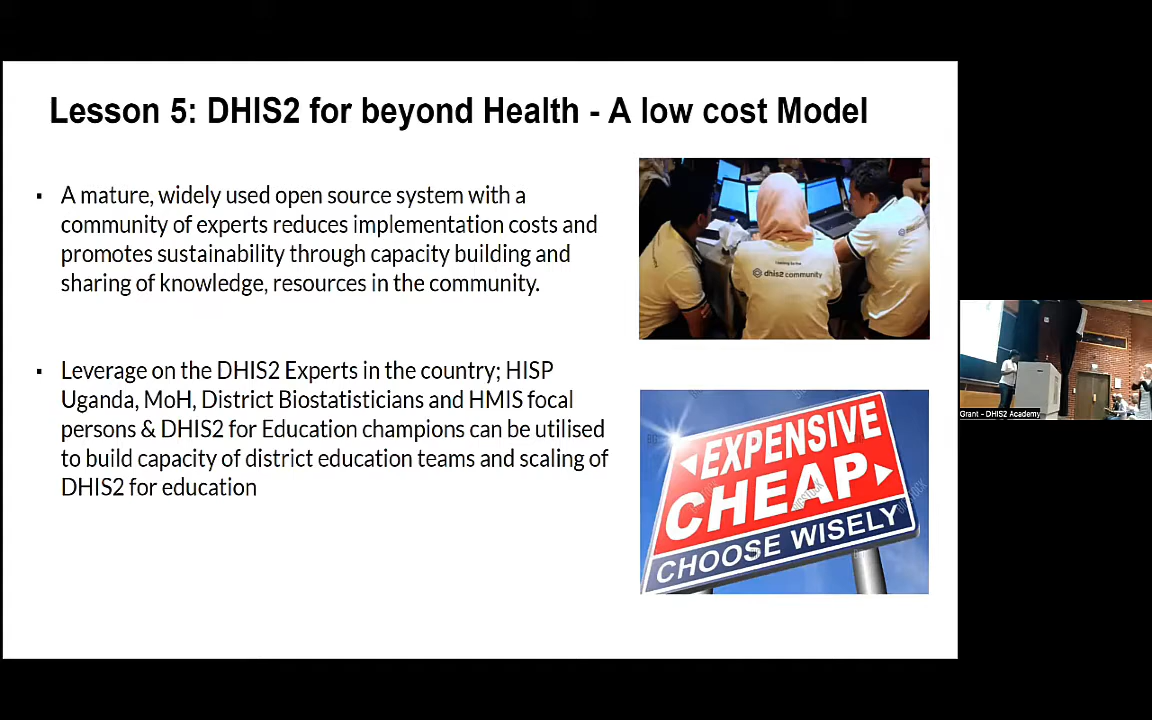 Lesson 5: DHIS2 for beyond Health - A low cost Model
▪ A mature, widely used open source system with a
community of experts reduces implementation costs and
promotes sustainability through capacity building and
sharing of knowledge, resources in the community.
▪ Leverage on the DHIS2 Experts in the country; HISP
Uganda, MoH, District Biostatisticians and HMIS focal
persons & DHIS2 for Education champions can be utilised
to build capacity of district education teams and scaling of
DHIS2 for education
dhis2 community
EXPENSIVE
CHEAP
CHOOSE WISELY
BIGSTOCK
Grant - DHIS2 Academy